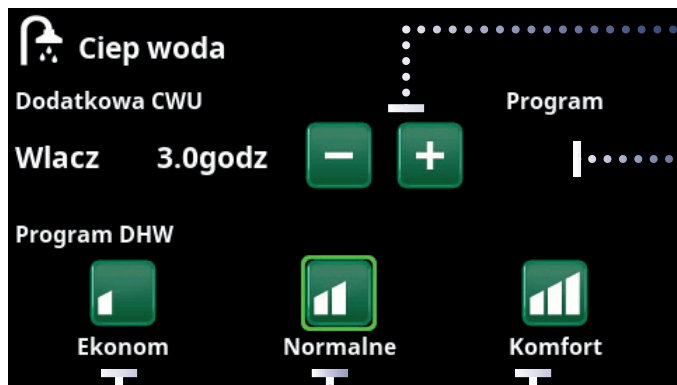 Ciep woda
Dodatkowa CWU Program
Wlacz 3.0godz − +
Program DHW
Ekonom Normalne Komfort